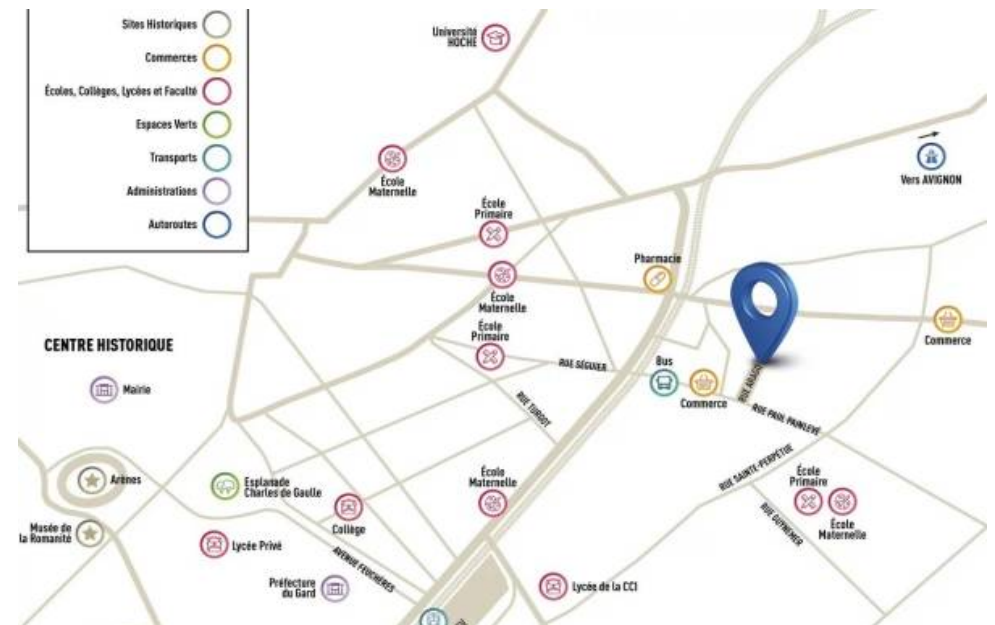 Sites Historiques
Commerces
Écoles, Collèges, Lycées et Faculté
Espaces Verts
Transports
Administrations
Autoroutes
Université
HOCHE
École
Maternelle
Vers AVIGNON
École
Primaire
Pharmacie
École
Maternelle
École
Primaire
Commerce
CENTRE HISTORIQUE
RUE SÉGUIER
Bus
Mairie
Commerce
RUE TURGOT
RUE PAUL PAINLEVÉ
Arènes
Esplanade
Charles de Gaulle
École
Maternelle
RUE SAINTE-PERPÉTUE
École
Primaire
Collège
RUE GUYNEMER
École
Maternelle
Musée de
la Romanité
Lycée Privé
AVENUE FEUCHÈRES
Préfecture
du Gard
Lycée de la CCI